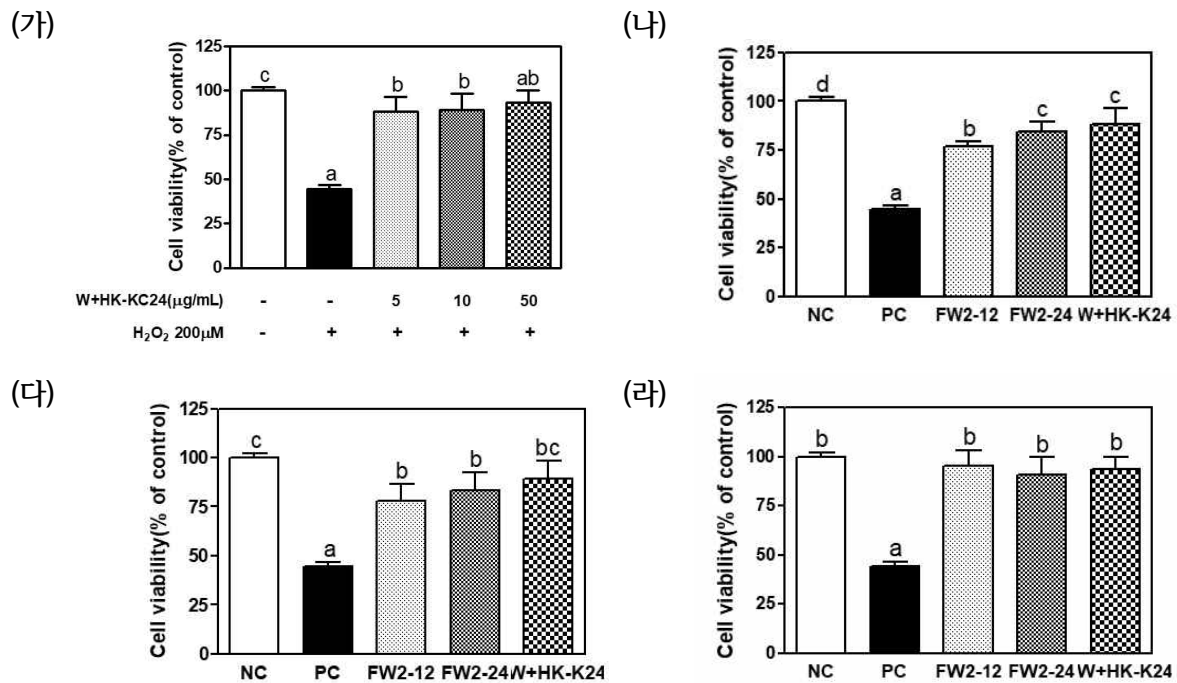 (가)
Cell viability(% of control)
125
100
75
50
25
0
c
a
b
b
ab
W+HK-KC24(μg/mL) - - 5 10 50
H₂O₂ 200μM - + + + +
(나)
Cell viability(% of control)
125
100
75
50
25
0
d
a
b
c
c
NC PC FW2-12 FW2-24 W+HK-K24
(다)
Cell viability(% of control)
125
100
75
50
25
0
c
a
b
b
bc
NC PC FW2-12 FW2-24 W+HK-K24
(라)
Cell viability(% of control)
125
100
75
50
25
0
b
a
b
b
b
NC PC FW2-12 FW2-24 W+HK-K24